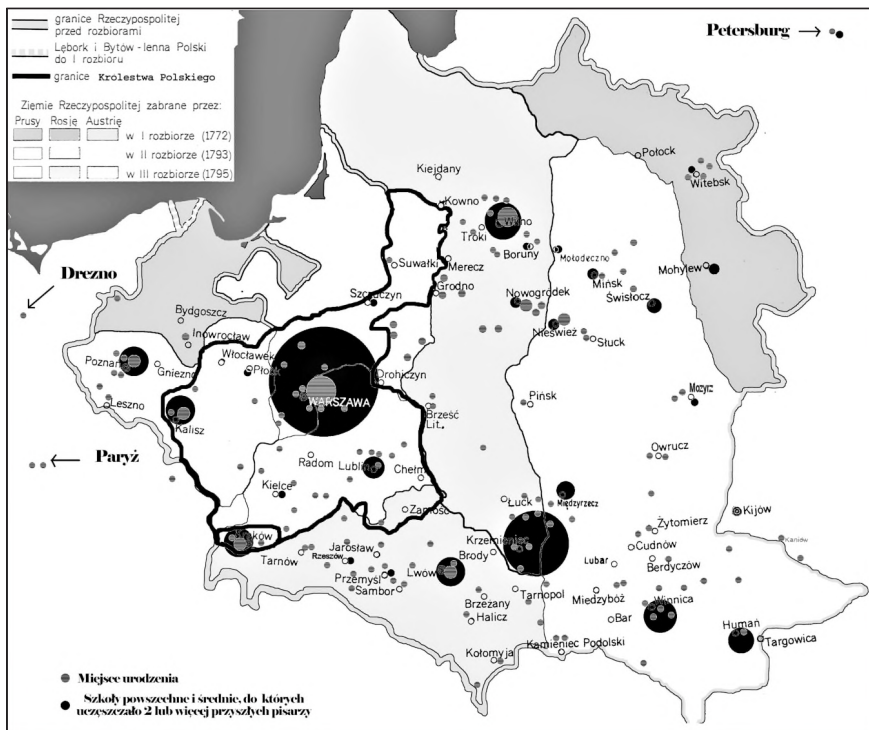 granice Rzeczypospolitej
przed rozbiorami
Lębork i Bytów-lenna Polski
do I rozbioru
granice Królestwa Polskiego
Ziemie Rzeczypospolitej zabrane przez:
Prusy Rosję Austrię
w I rozbiorze (1772)
w II rozbiorze (1793)
w III rozbiorze (1795)
Petersburg
Połock
Witebsk
Kiejdany
Kowno
Wilno
Troki
Boruny
Mołodeczno
Suwałki
Merecz
Mińsk
Mohylew
Grodno
Świsłocz
Drezno
Szczuczyn
Nowogródek
Bydgoszcz
Nieśwież
Słuck
Inowrocław
Włocławek
Poznań
Gniezno
Płock
Drohiczyn
Leszno
WARSZAWA
Pińsk
Mozyrz
Kalisz
Brześć
Lit.
Paryż
Radom
Lublin
Chełm
Owrucz
Kielce
Międzyrzecz
Łuck
Zamość
Kijów
Żytomierz
Kraków
Krzemieniec
Kaniów
Jarosław
Brody
Cudnów
Tarnów
Rzeszów
Lubar
Berdyczów
Przemyśl
Lwów
Sambor
Tarnopol
Międzybóż
Winnica
Brzeżany
Halicz
Bar
Humań
Targowica
Kamieniec Podolski
Kołomyja
Miejsce urodzenia
Szkoły powszechne i średnie, do których
uczęszczało 2 lub więcej przyszłych pisarzy